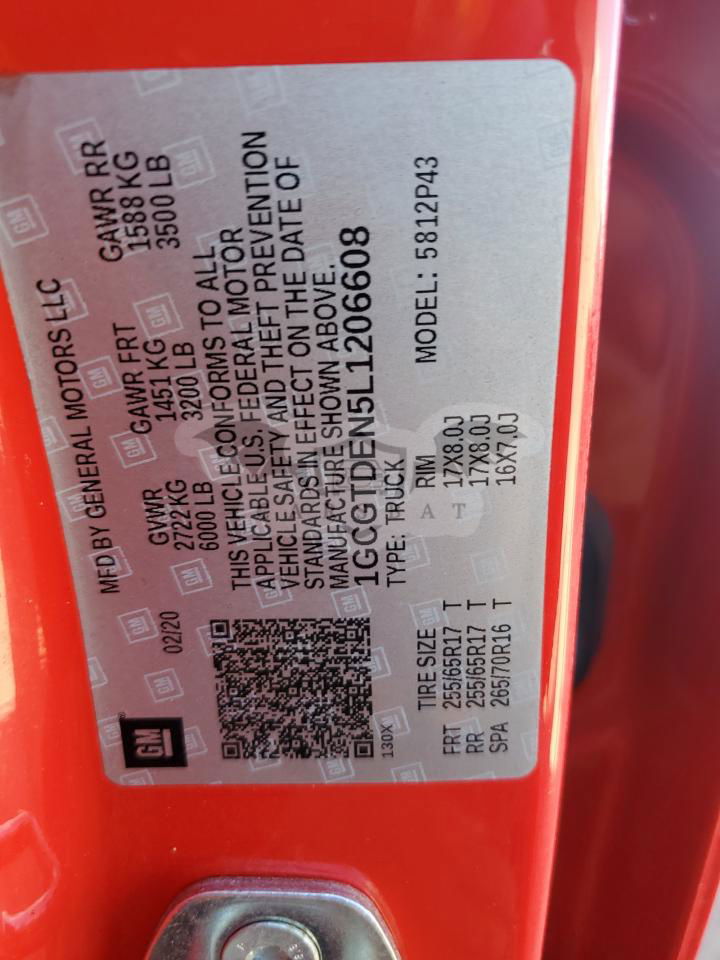 MFD BY GENERAL MOTORS LLC
02/20 GVWR GAWR FRT GAWR RR
2722KG 1451 KG 1588 KG
6000 LB 3200 LB 3500 LB
THIS VEHICLE CONFORMS TO ALL
APPLICABLE U.S. FEDERAL MOTOR
VEHICLE SAFETY AND THEFT PREVENTION
STANDARDS IN EFFECT ON THE DATE OF
MANUFACTURE SHOWN ABOVE.
1GCGTDEN5L1206608
130X TYPE: TRUCK
TIRE SIZE RIM MODEL: 5812P43
FRT 255/65R17 T 17X8.0J
RR 255/65R17 T 17X8.0J
SPA 265/70R16 T 16X7.0J
GM